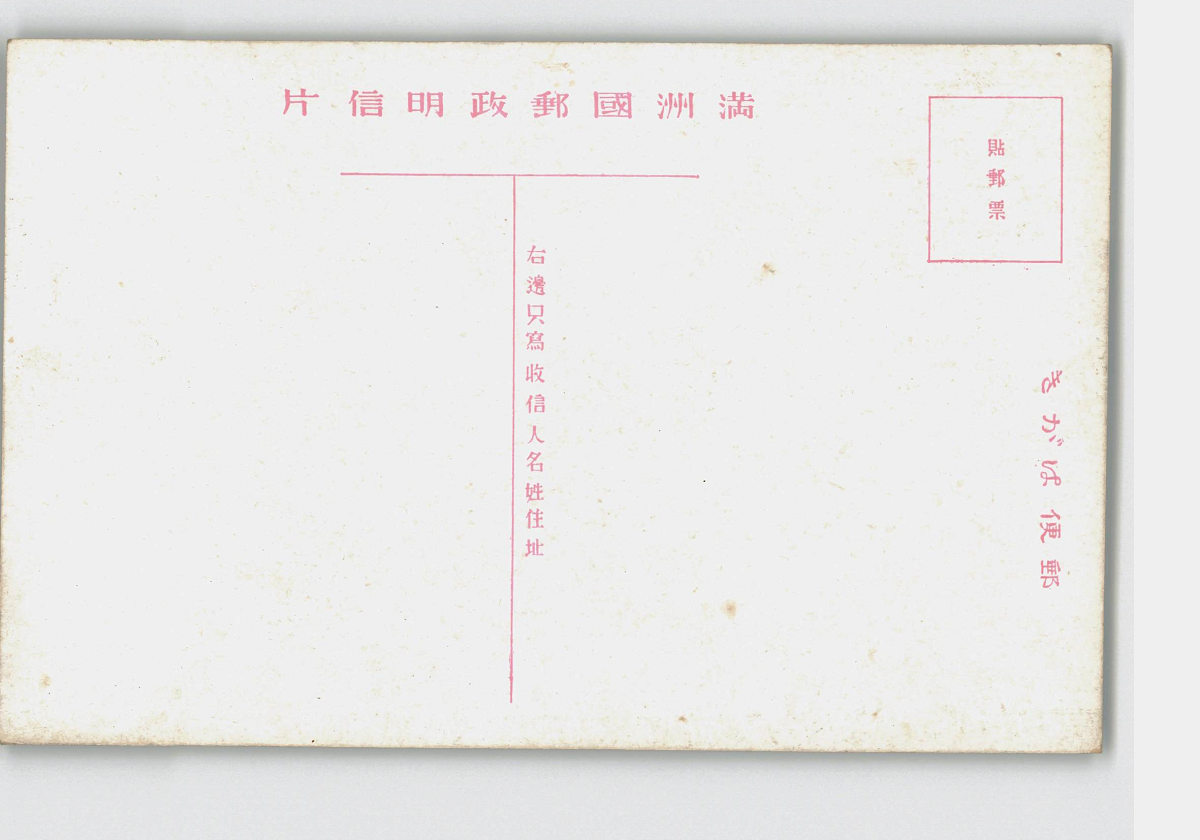 満洲國郵政明信片
貼郵票
郵便はがき
右邊只寫收信人名姓住址